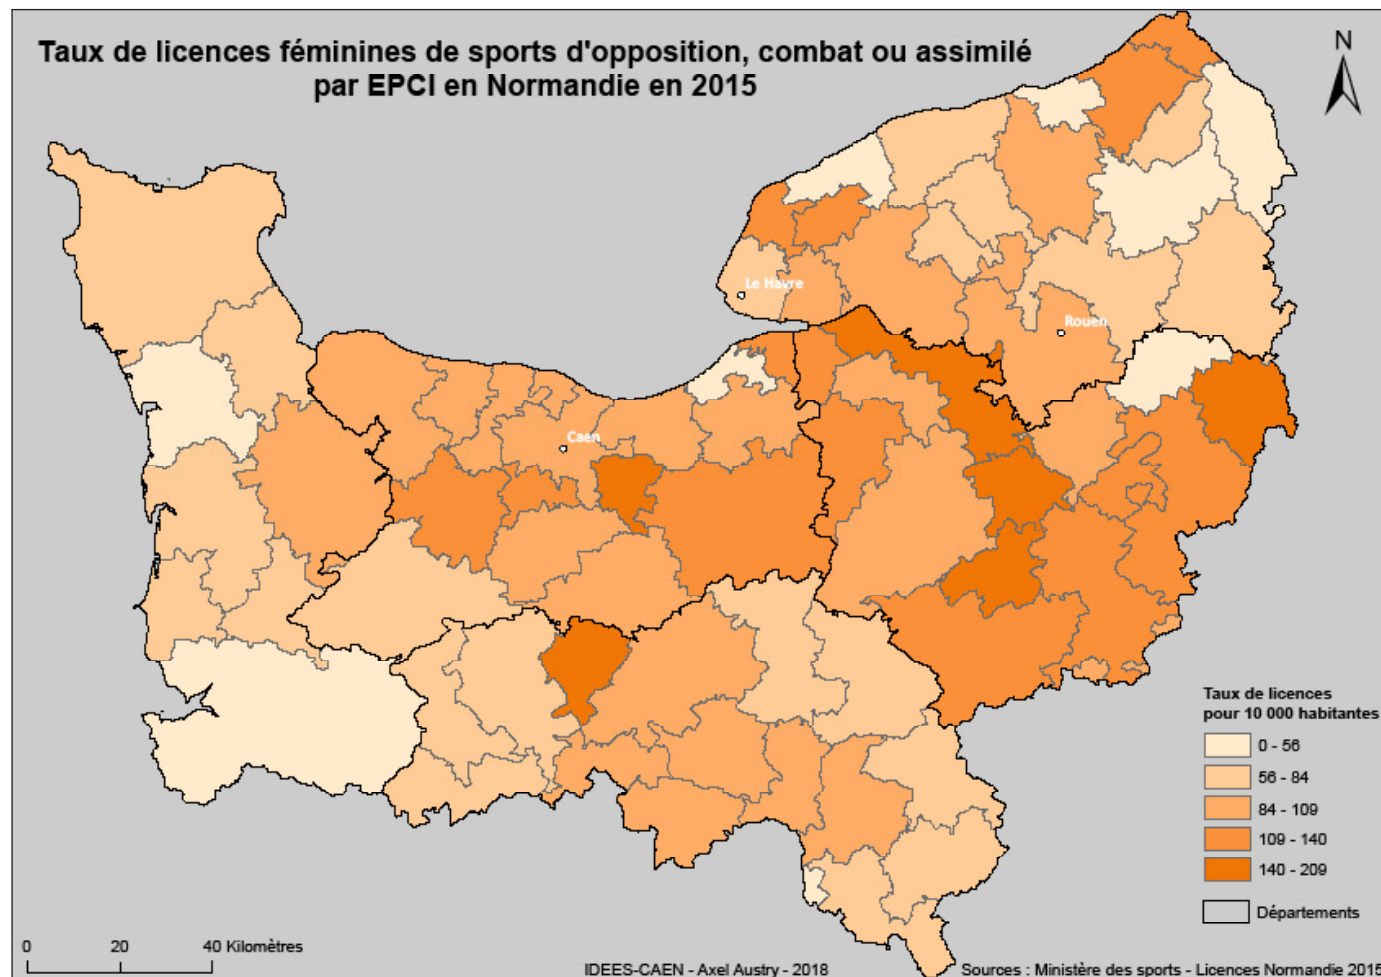 Taux de licences féminines de sports d'opposition, combat ou assimilé
par EPCI en Normandie en 2015
N
Le Havre
Rouen
Caen
Taux de licences
pour 10 000 habitantes
0 - 56
56 - 84
84 - 109
109 - 140
140 - 209
Départements
0 20 40 Kilomètres
IDEES-CAEN - Axel Austry - 2018
Sources : Ministère des sports - Licences Normandie 2015